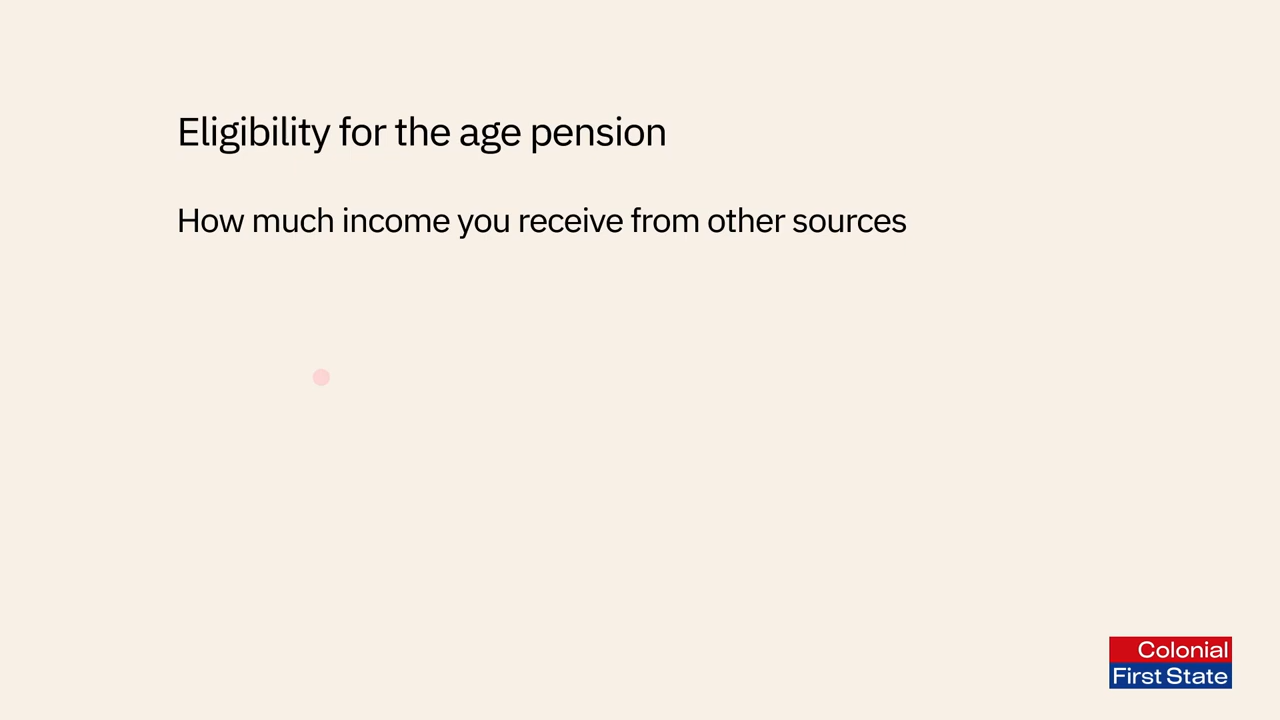 Eligibility for the age pension
How much income you receive from other sources
Colonial
First State